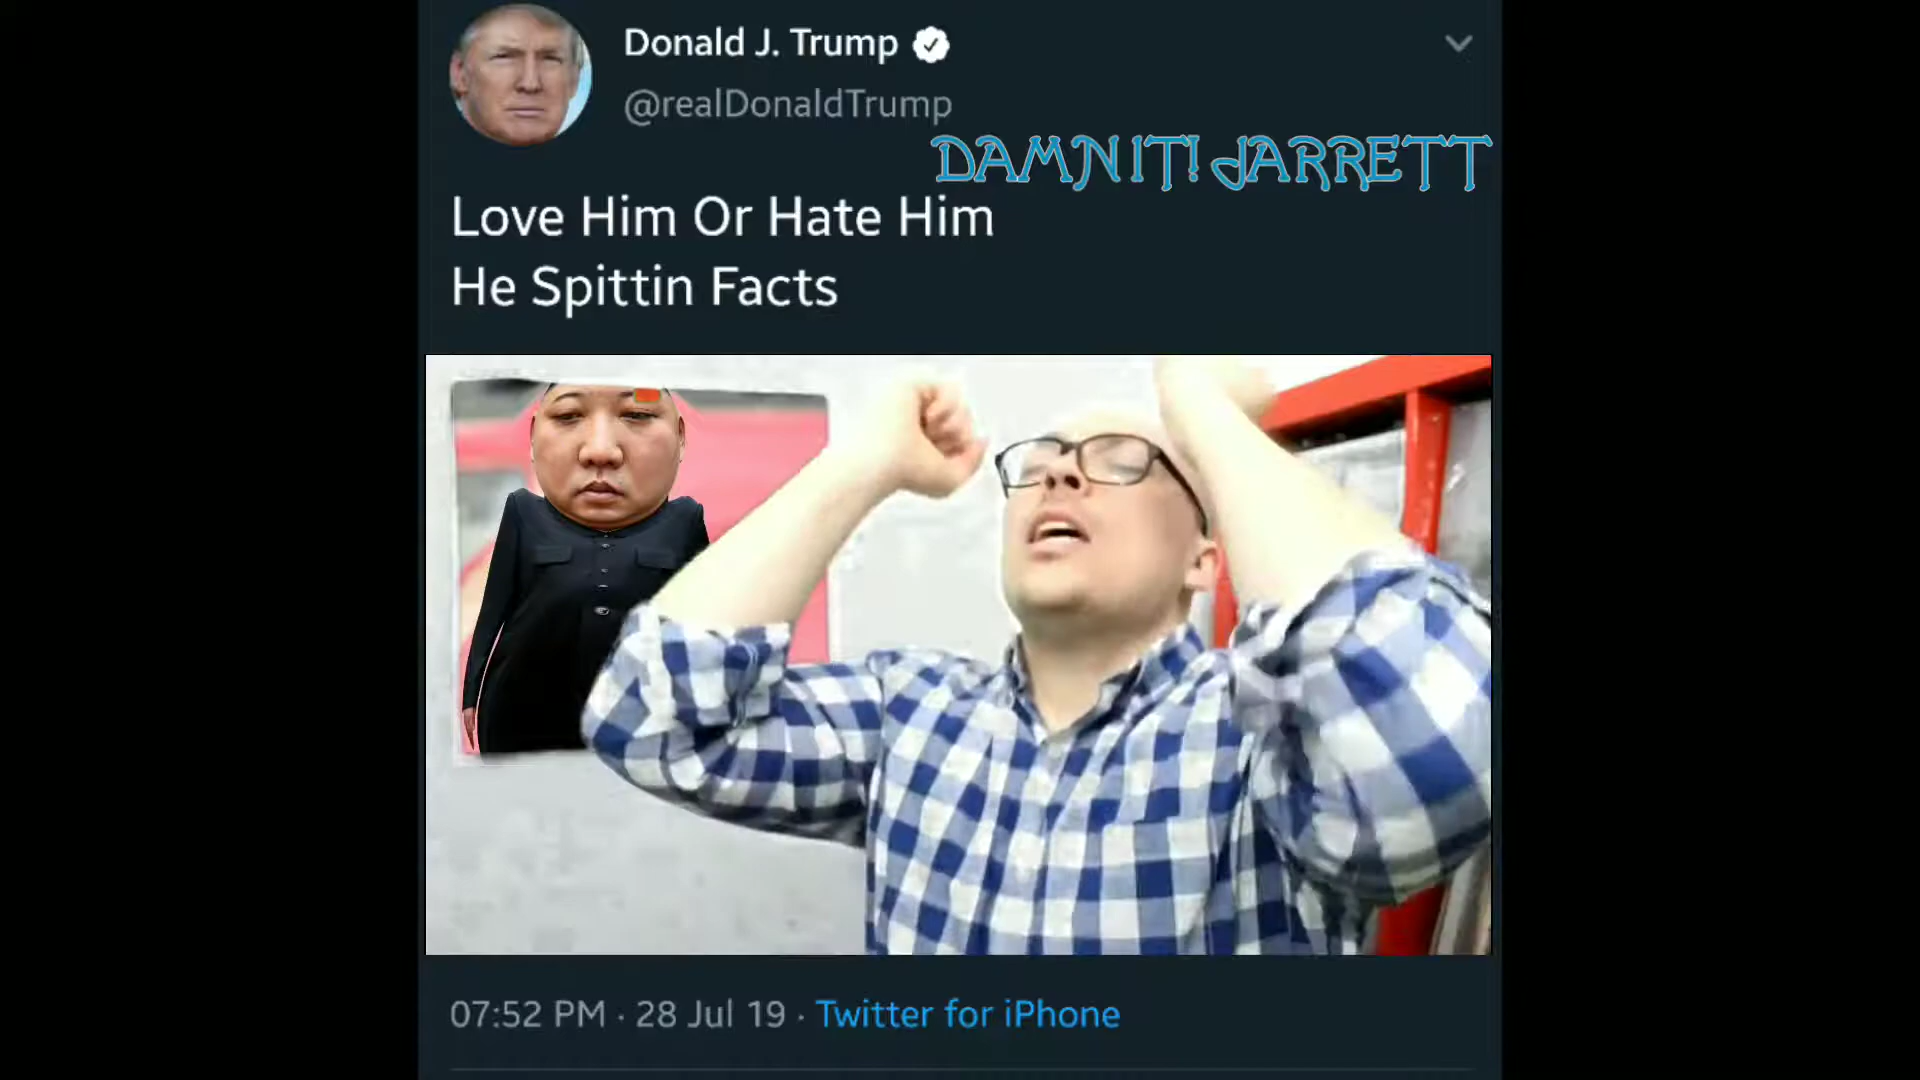 Donald J. Trump
@realDonaldTrump
DAMNIT! JARRETT
Love Him Or Hate Him
He Spittin Facts
07:52 PM · 28 Jul 19 · Twitter for iPhone